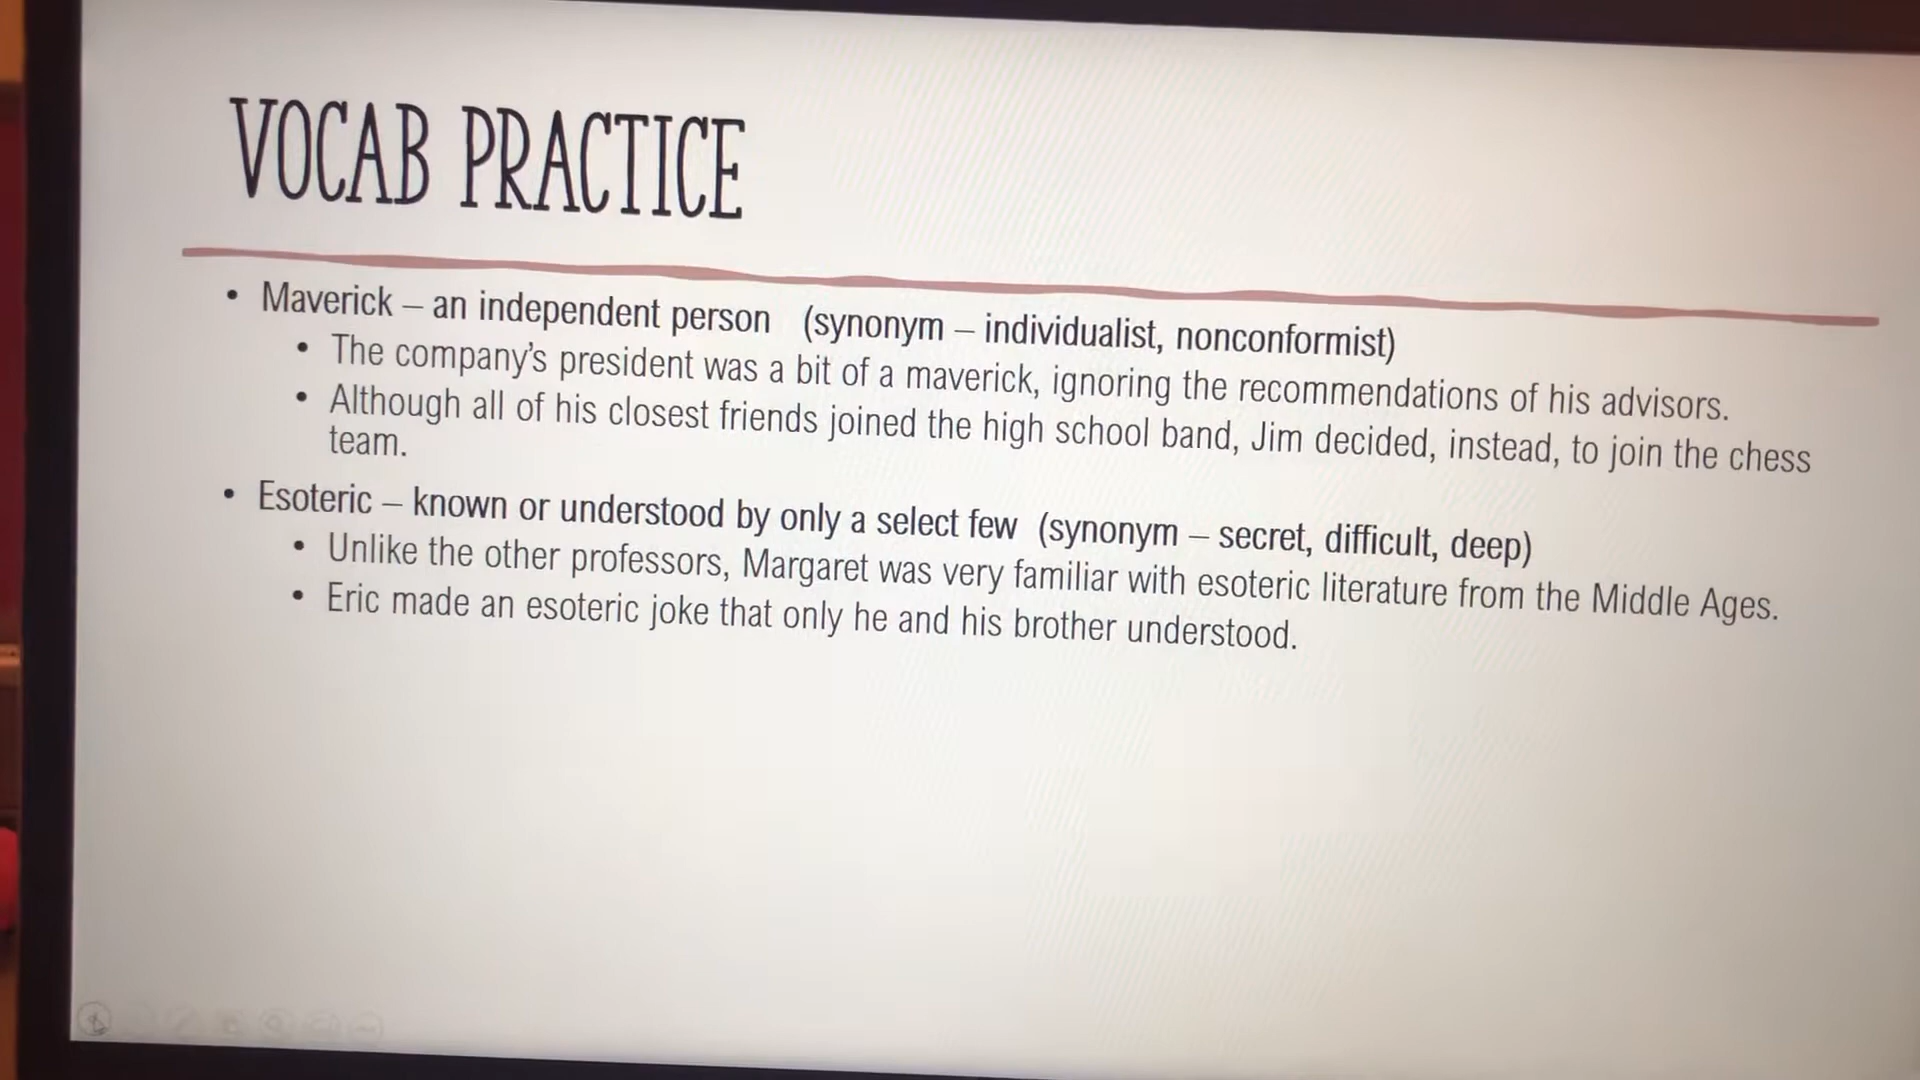 VOCAB PRACTICE
• Maverick – an independent person (synonym – individualist, nonconformist)
• The company's president was a bit of a maverick, ignoring the recommendations of his advisors.
• Although all of his closest friends joined the high school band, Jim decided, instead, to join the chess
team.
• Esoteric – known or understood by only a select few (synonym – secret, difficult, deep)
• Unlike the other professors, Margaret was very familiar with esoteric literature from the Middle Ages.
• Eric made an esoteric joke that only he and his brother understood.